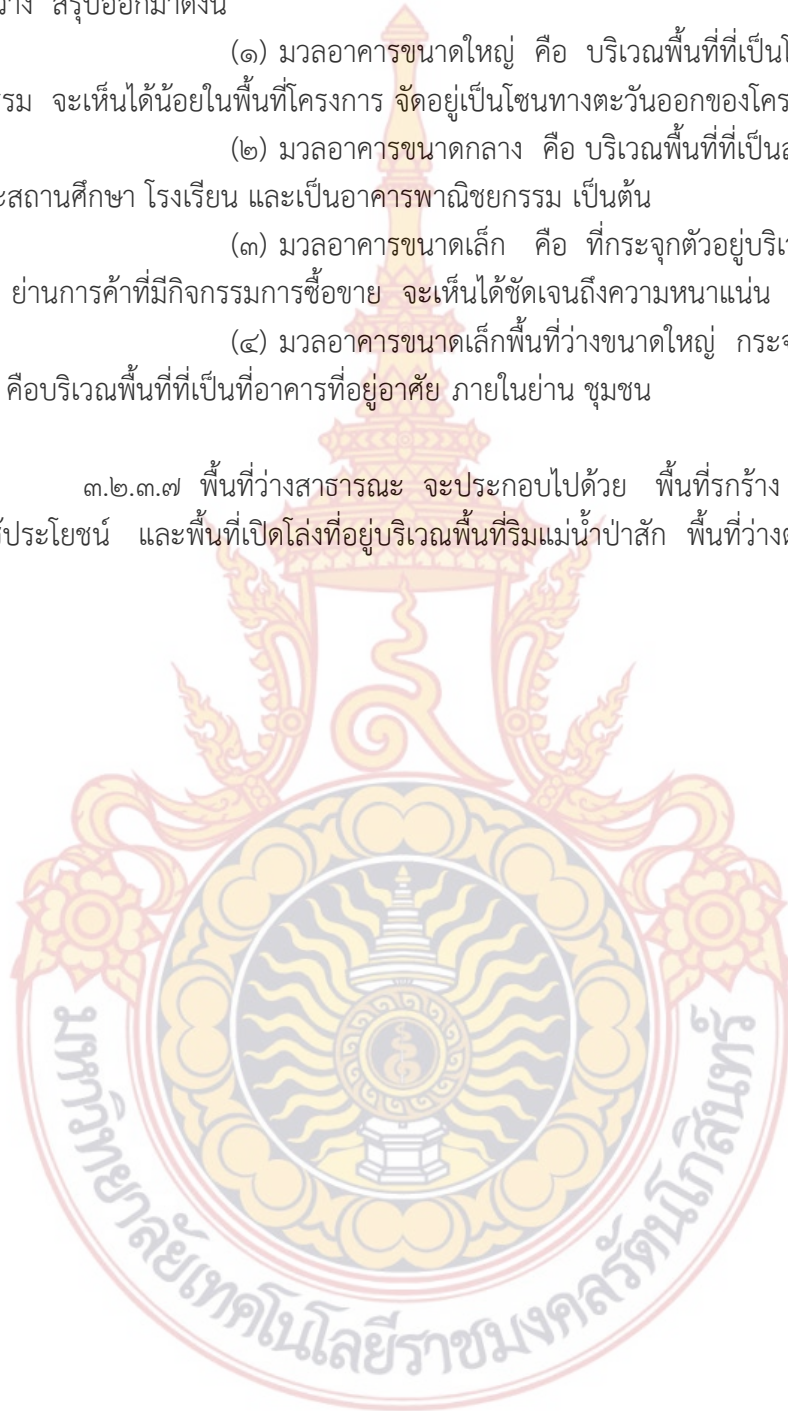 ว่าง สรุปออกมาดังนี้
(๑) มวลอาคารขนาดใหญ่ คือ บริเวณพื้นที่ที่เป็น
รรม จะเห็นได้น้อยในพื้นที่โครงการ จัดอยู่เป็นโซนทางตะวันออกของโคร
(๒) มวลอาคารขนาดกลาง คือ บริเวณพื้นที่ที่เป็น
ะสถานศึกษา โรงเรียน และเป็นอาคารพาณิชยกรรม เป็นต้น
(๓) มวลอาคารขนาดเล็ก คือ ที่กระจุกตัวอยู่บริเว
ย่านการค้าที่มีกิจกรรมการซื้อขาย จะเห็นได้ชัดเจนถึงความหนาแน่น
(๔) มวลอาคารขนาดเล็กพื้นที่ว่างขนาดใหญ่ กระจ
คือบริเวณพื้นที่ที่เป็นที่อาคารที่อยู่อาศัย ภายในย่าน ชุมชน
๓.๒.๓.๗ พื้นที่ว่างสาธารณะ จะประกอบไปด้วย พื้นที่รกร้าง
ช้ประโยชน์ และพื้นที่เปิดโล่งที่อยู่บริเวณพื้นที่ริมแม่น้ำป่าสัก พื้นที่ว่างต
มหาวิทยาลัยเทคโนโลยีราชมงคลรัตนโกสินทร์